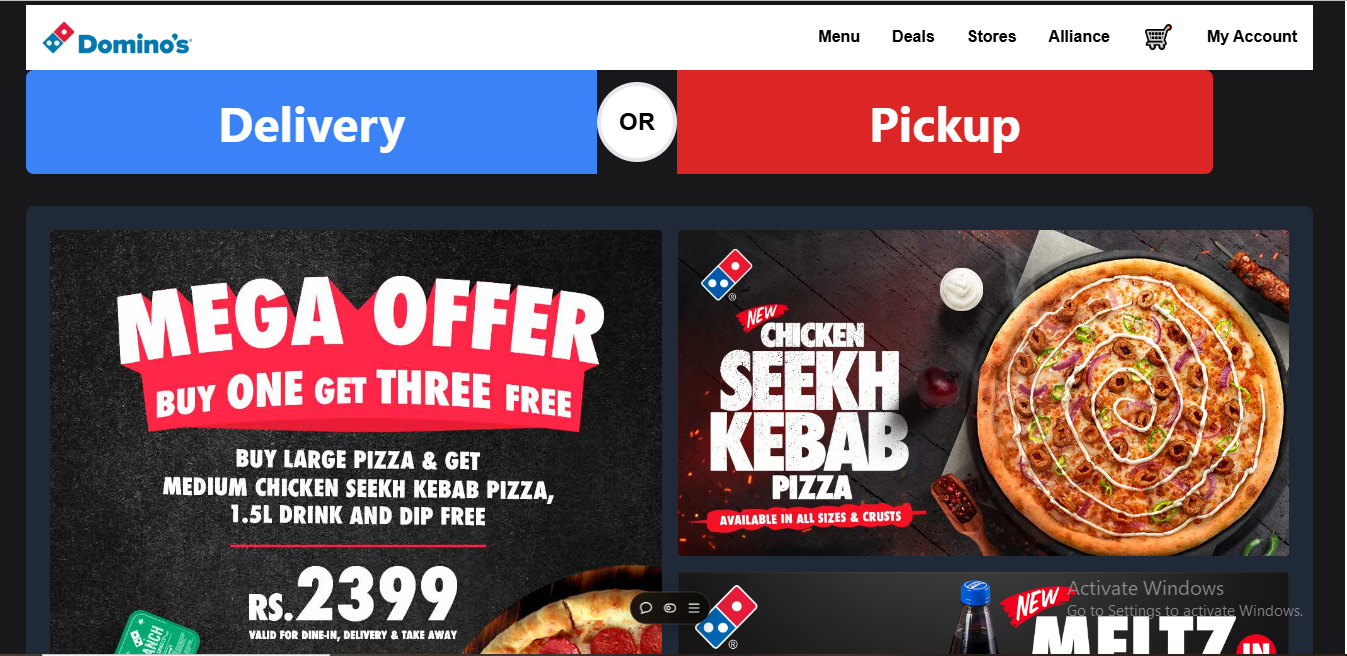 Domino's
Menu
Deals
Stores
Alliance
My Account
Delivery
OR
Pickup
MEGA OFFER
BUY ONE GET THREE FREE
BUY LARGE PIZZA & GET
MEDIUM CHICKEN SEEKH KEBAB PIZZA,
1.5L DRINK AND DIP FREE
RS.2399
VALID FOR DINE-IN, DELIVERY & TAKE AWAY
RANCH
®
NEW
CHICKEN
SEEKH
KEBAB
PIZZA
AVAILABLE IN ALL SIZES & CRUSTS
®
NEW
MELTZ
IN
Activate Windows
Go to Settings to activate Windows.